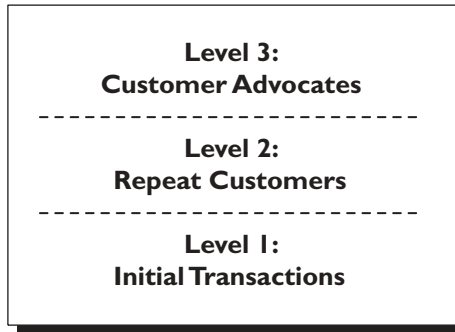 Level 3:
Customer Advocates
Level 2:
Repeat Customers
Level 1:
Initial Transactions